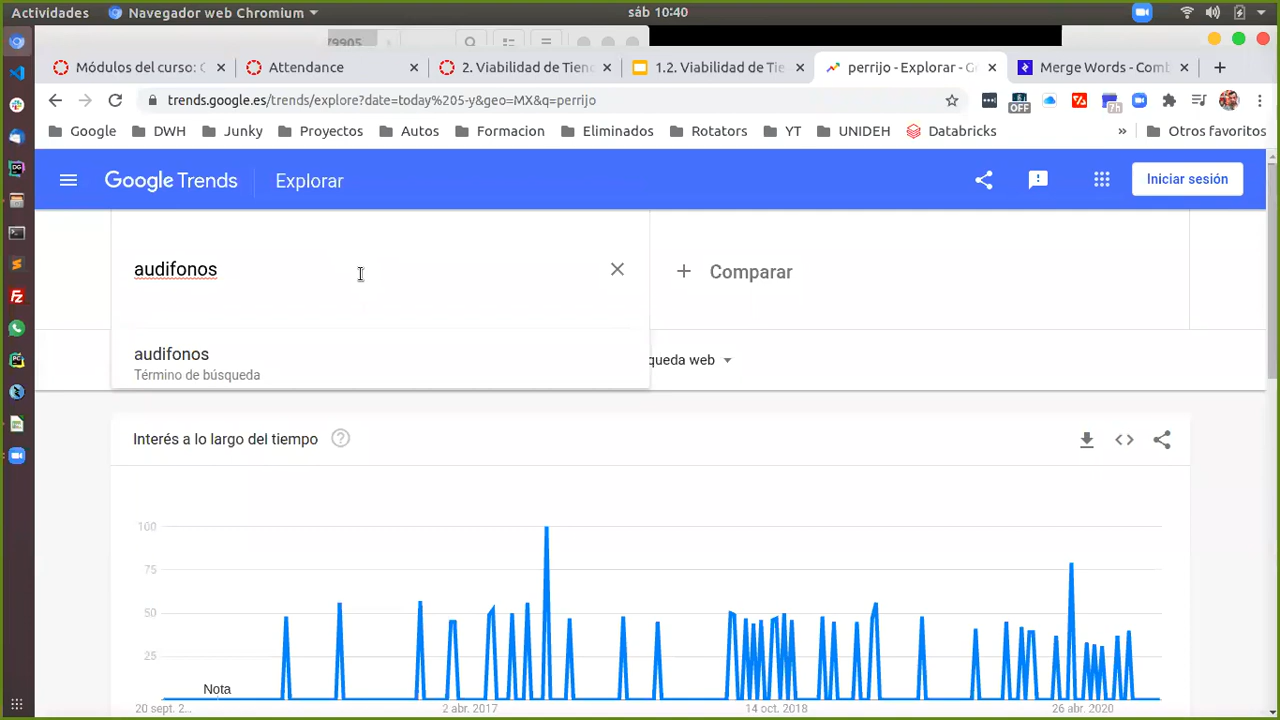 Actividades
Navegador web Chromium
sáb 10:40
Módulos del curso:
Attendance
2. Viabilidad de Tien
1.2. Viabilidad de Tie
perrijo - Explorar - G
Merge Words - Comb
trends.google.es/trends/explore?date=today%205-y&geo=MX&q=perrijo
OFF
7h
Google
DWH
Junky
Proyectos
Autos
Formacion
Eliminados
Rotators
YT
UNIDEH
Databricks
»
Otros favoritos
Google Trends
Explorar
Iniciar sesión
audifonos
+ Comparar
audifonos
Término de búsqueda
queda web
Interés a lo largo del tiempo
100
75
50
25
Nota
20 sept. 2...
2 abr. 2017
14 oct. 2018
26 abr. 2020